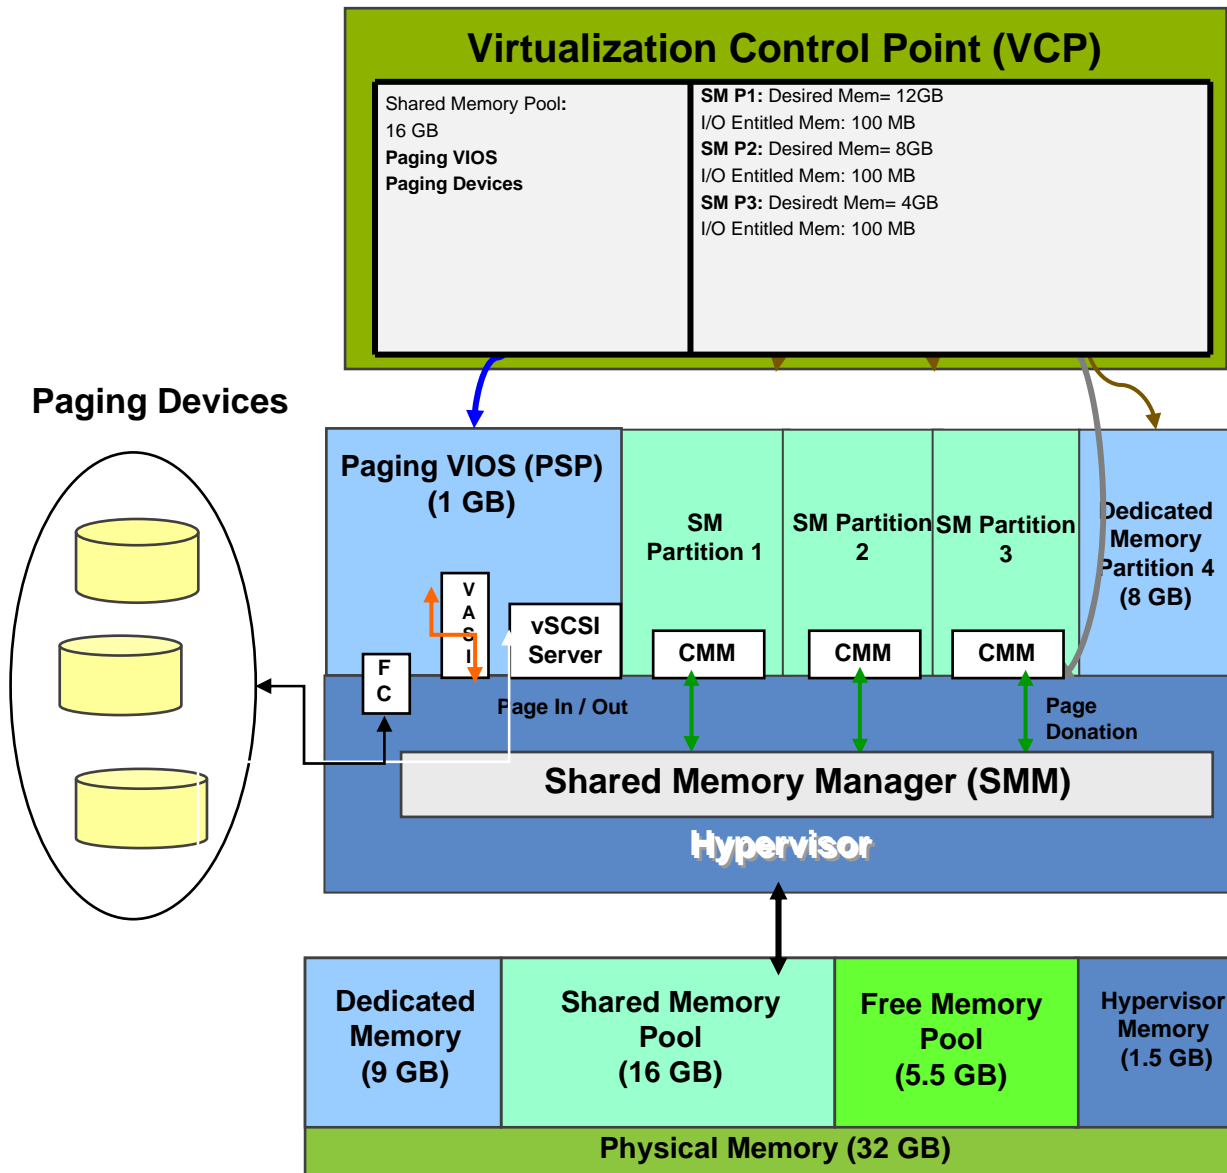 Virtualization Control Point (VCP)
Shared Memory Pool:
16 GB
Paging VIOS
Paging Devices
SM P1: Desired Mem= 12GB
I/O Entitled Mem: 100 MB
SM P2: Desired Mem= 8GB
I/O Entitled Mem: 100 MB
SM P3: Desiredt Mem= 4GB
I/O Entitled Mem: 100 MB
Paging Devices
Paging VIOS (PSP)
(1 GB)
SM
Partition 1
SM Partition
2
SM Partition
3
Dedicated
Memory
Partition 4
(8 GB)
V
A
S
I
vSCSI
Server
F
C
CMM
CMM
CMM
Page In / Out
Page
Donation
Shared Memory Manager (SMM)
Hypervisor
Dedicated
Memory
(9 GB)
Shared Memory
Pool
(16 GB)
Free Memory
Pool
(5.5 GB)
Hypervisor
Memory
(1.5 GB)
Physical Memory (32 GB)